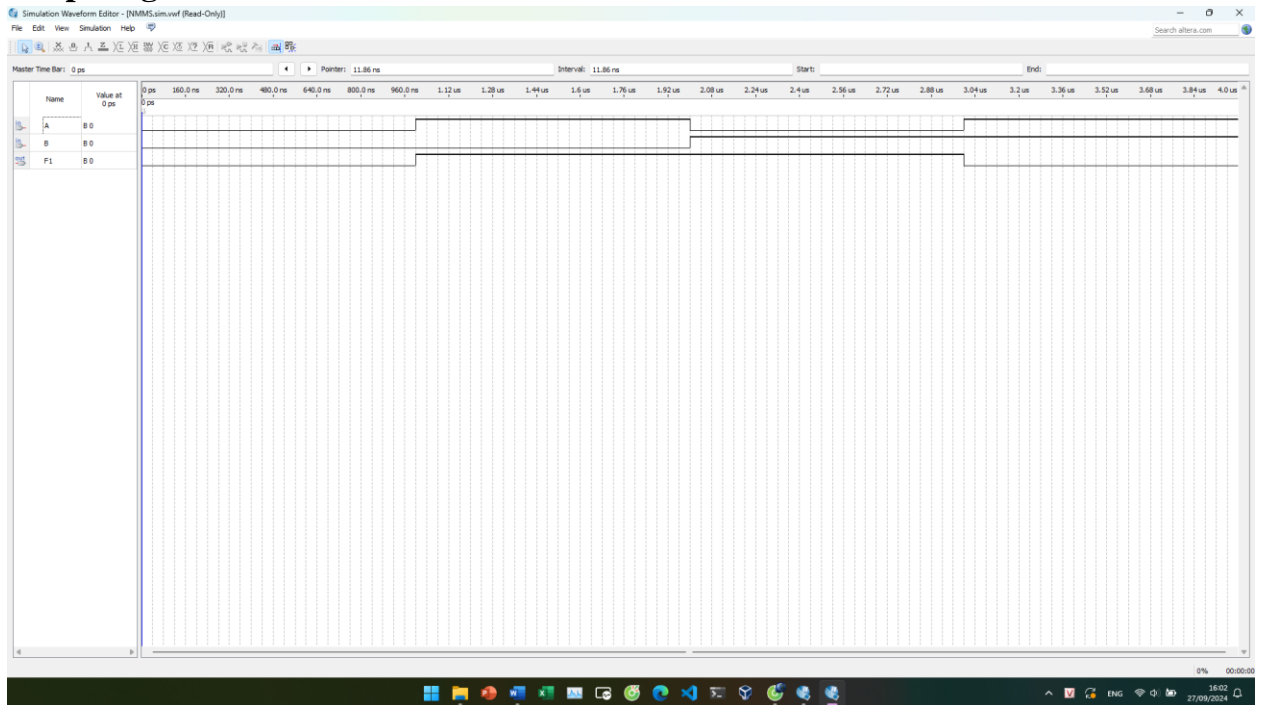 Simulation Waveform Editor - [NMMS.sim.vwf (Read-Only)]
File Edit View Simulation Help
Search altera.com
Master Time Bar: 0 ps
Pointer: 11.86 ns
Interval: 11.86 ns
Start:
End:
Name
Value at
0 ps
0 ps 160.0 ns 320.0 ns 480.0 ns 640.0 ns 800.0 ns 960.0 ns 1.12 us 1.28 us 1.44 us 1.6 us 1.76 us 1.92 us 2.08 us 2.24 us 2.4 us 2.56 us 2.72 us 2.88 us 3.04 us 3.2 us 3.36 us 3.52 us 3.68 us 3.84 us 4.0 us
0 ps
A B 0
B B 0
F1 B 0
0% 00:00:00
ENG
16:02
27/09/2024